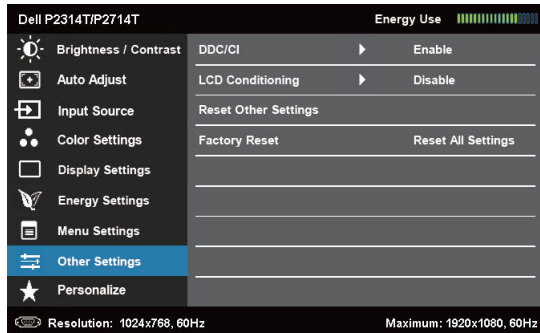 Dell P2314T/P2714T Energy Use
Brightness / Contrast DDC/CI Enable
Auto Adjust LCD Conditioning Disable
Input Source Reset Other Settings
Color Settings Factory Reset Reset All Settings
Display Settings
Energy Settings
Menu Settings
Other Settings
Personalize
Resolution: 1024x768, 60Hz Maximum: 1920x1080, 60Hz